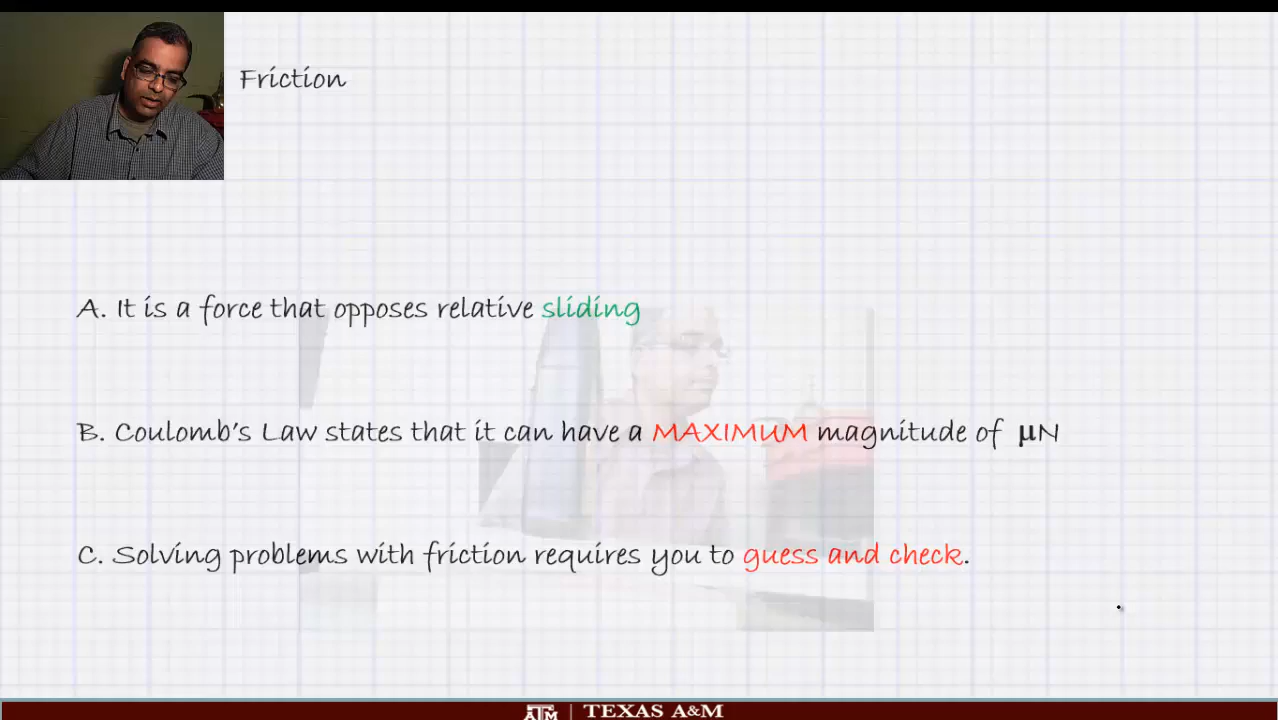 Friction
A. It is a force that opposes relative sliding
B. Coulomb's Law states that it can have a MAXIMUM magnitude of μN
C. Solving problems with friction requires you to guess and check.
ATM | TEXAS A&M